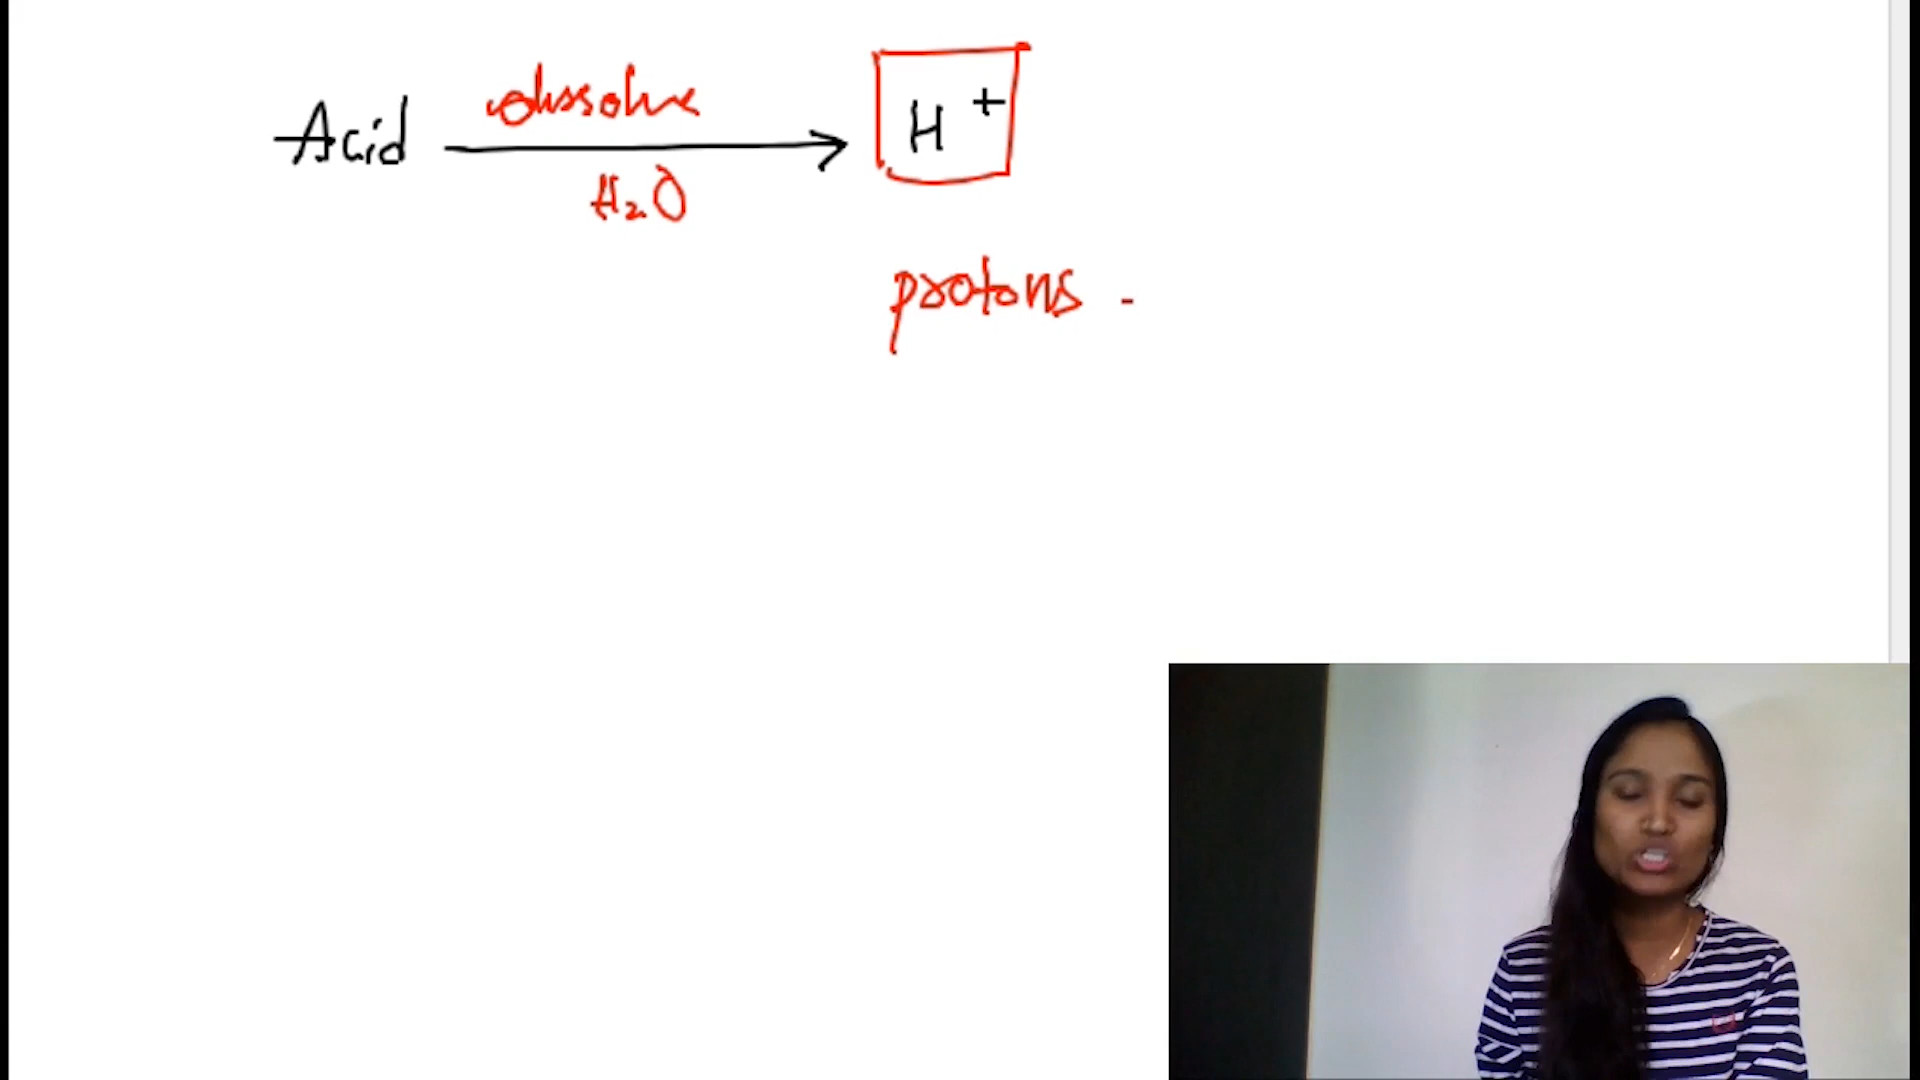 dissolve
Acid ⟶ H⁺
H₂O
protons -